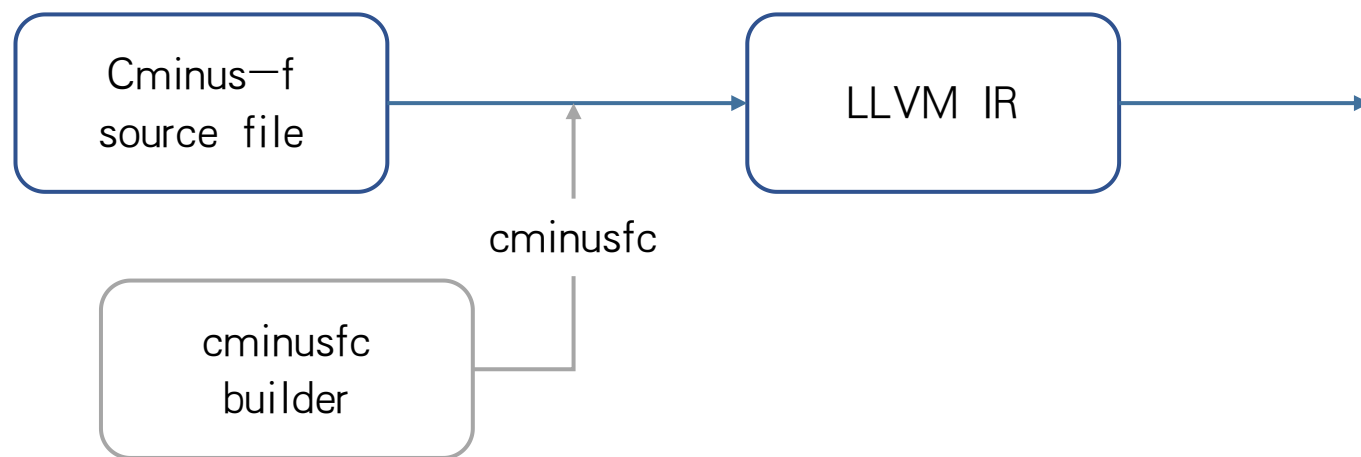 Cminus-f
source file
LLVM IR
cminusfc
cminusfc
builder